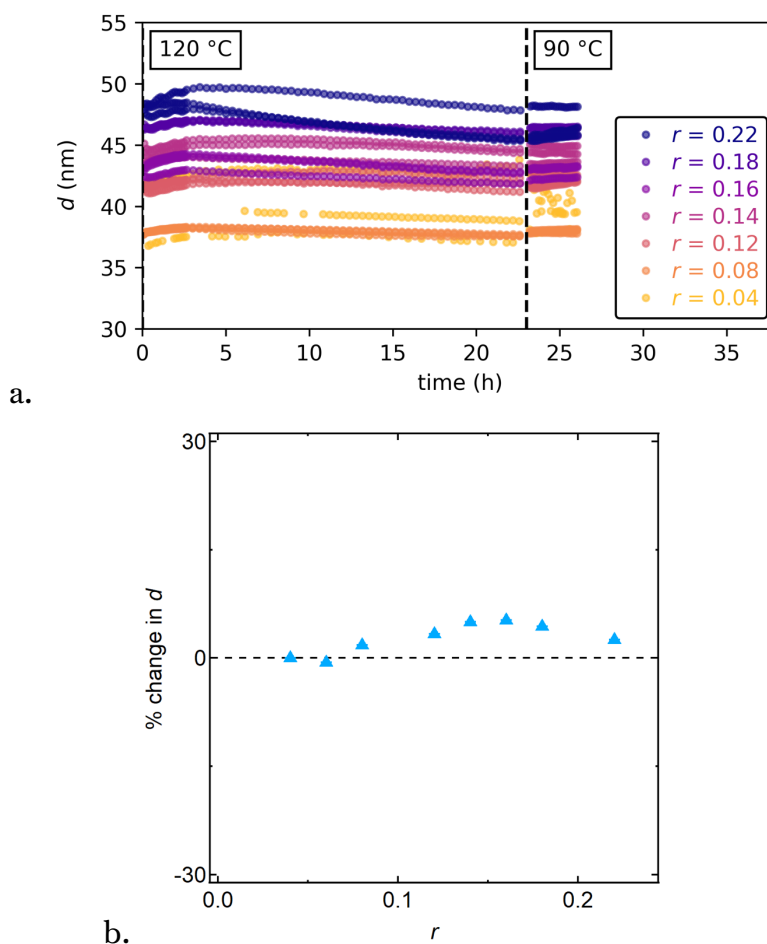 55
50
45
40
35
30
d (nm)
120 °C
90 °C
r = 0.22
r = 0.18
r = 0.16
r = 0.14
r = 0.12
r = 0.08
r = 0.04
0 5 10 15 20 25 30 35
time (h)
a.
30
0
-30
% change in d
0.0 0.1 0.2
r
b.